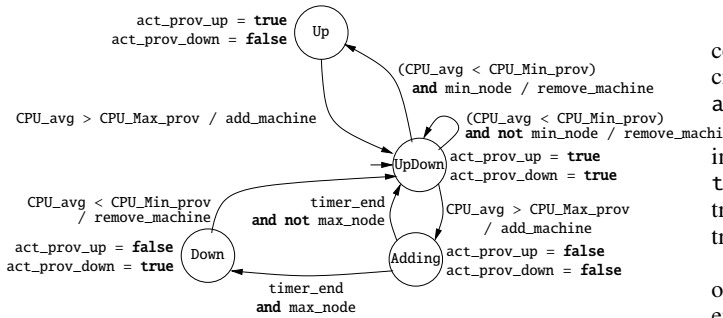 act_prov_up = true
act_prov_down = false
Up
(CPU_avg < CPU_Min_prov)
and min_node / remove_machine
CPU_avg > CPU_Max_prov / add_machine
(CPU_avg < CPU_Min_prov)
and not min_node / remove_machi
UpDown
act_prov_up = true
act_prov_down = true
CPU_avg < CPU_Min_prov
/ remove_machine
timer_end
and not max_node
CPU_avg > CPU_Max_prov
/ add_machine
act_prov_up = false
act_prov_down = true
Down
Adding
act_prov_up = false
act_prov_down = false
timer_end
and max_node